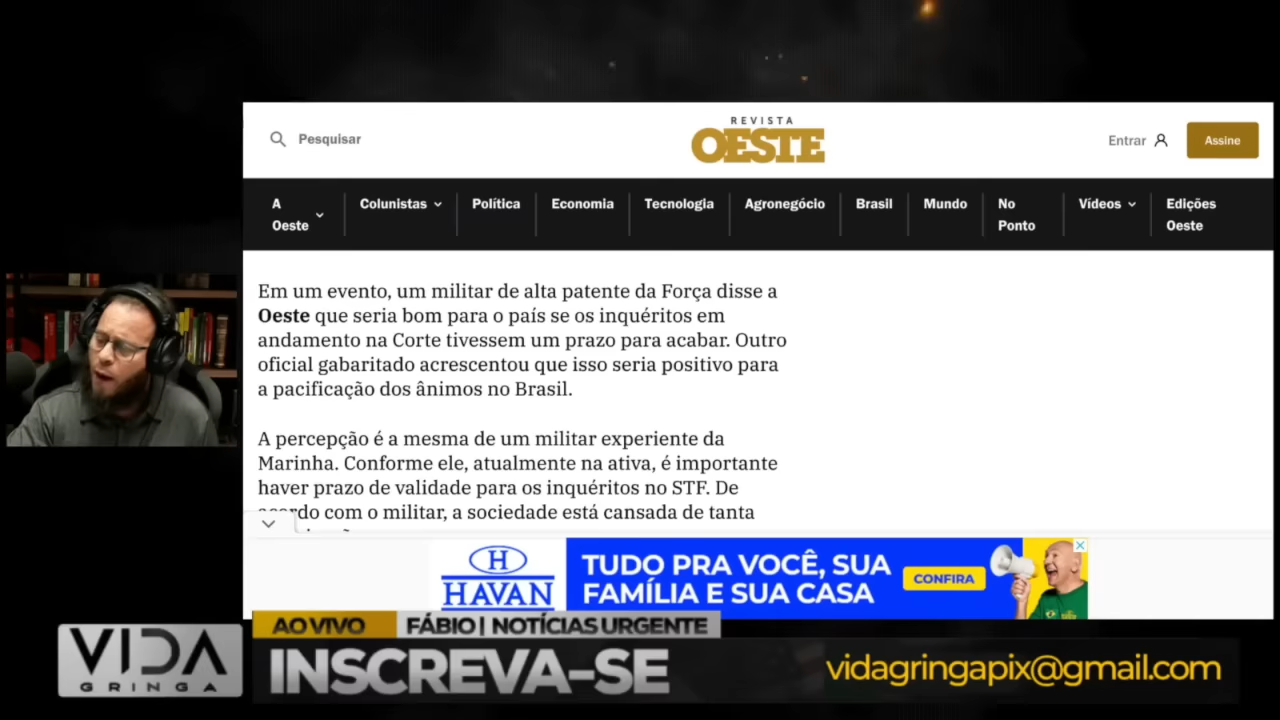 Pesquisar
REVISTA
OESTE
Entrar
Assine
A Oeste
Colunistas
Política
Economia
Tecnologia
Agronegócio
Brasil
Mundo
No Ponto
Vídeos
Edições Oeste
Em um evento, um militar de alta patente da Força disse a
Oeste que seria bom para o país se os inquéritos em
andamento na Corte tivessem um prazo para acabar. Outro
oficial gabaritado acrescentou que isso seria positivo para
a pacificação dos ânimos no Brasil.
A percepção é a mesma de um militar experiente da
Marinha. Conforme ele, atualmente na ativa, é importante
haver prazo de validade para os inquéritos no STF. De
acordo com o militar, a sociedade está cansada de tanta
H
HAVAN
TUDO PRA VOCÊ, SUA
FAMÍLIA E SUA CASA
CONFIRA
AO VIVO
FÁBIO | NOTÍCIAS URGENTE
VIDA
GRINGA
INSCREVA-SE
vidagringapix@gmail.com